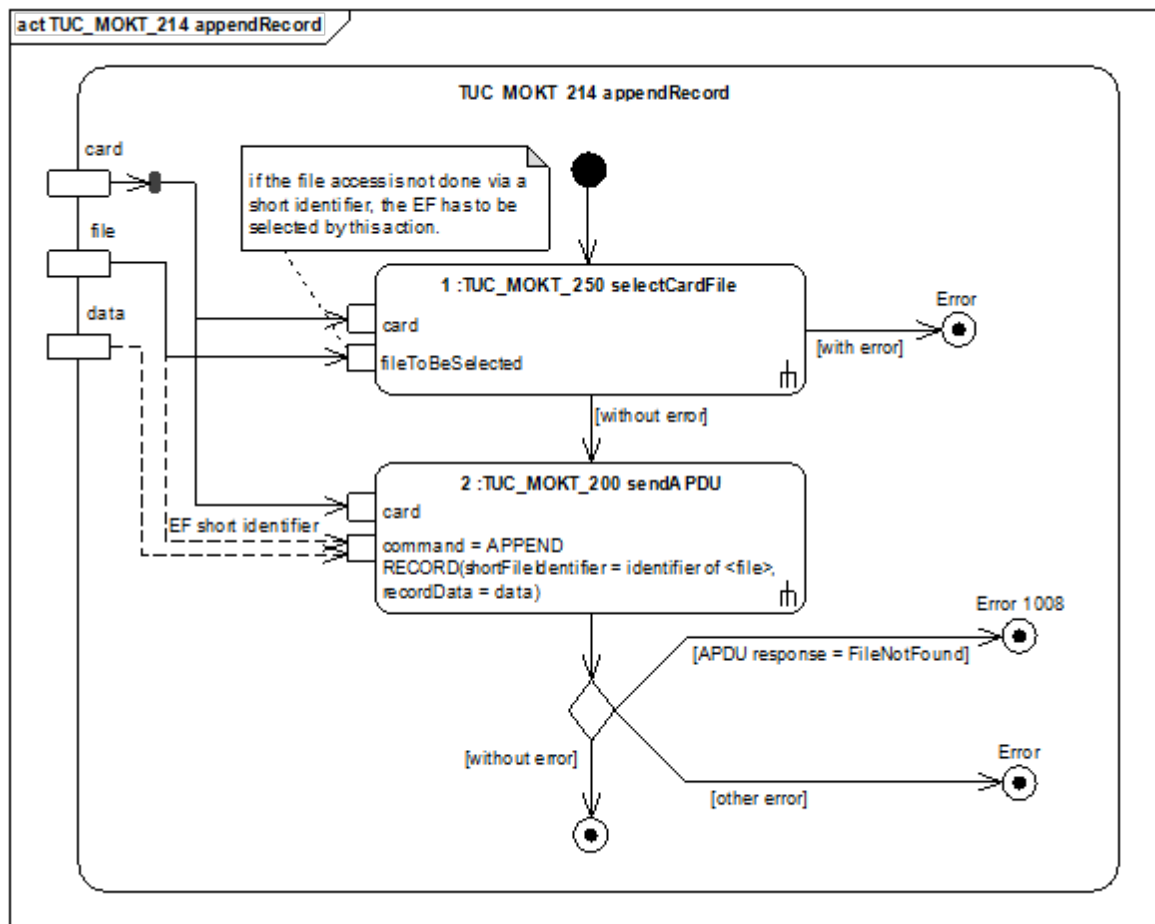 act TUC_MOKT_214 appendRecord
TUC_MOKT_214 appendRecord
card
file
data
if the file access is not done via a
short identifier, the EF has to be
selected by this action.
1 :TUC_MOKT_250 selectCardFile
card
fileToBeSelected
Error
[with error]
[without error]
2 :TUC_MOKT_200 sendAPDU
card
EF short identifier
command = APPEND
RECORD(shortFileIdentifier = identifier of <file>,
recordData = data)
Error 1008
[APDU response = FileNotFound]
[without error]
Error
[other error]